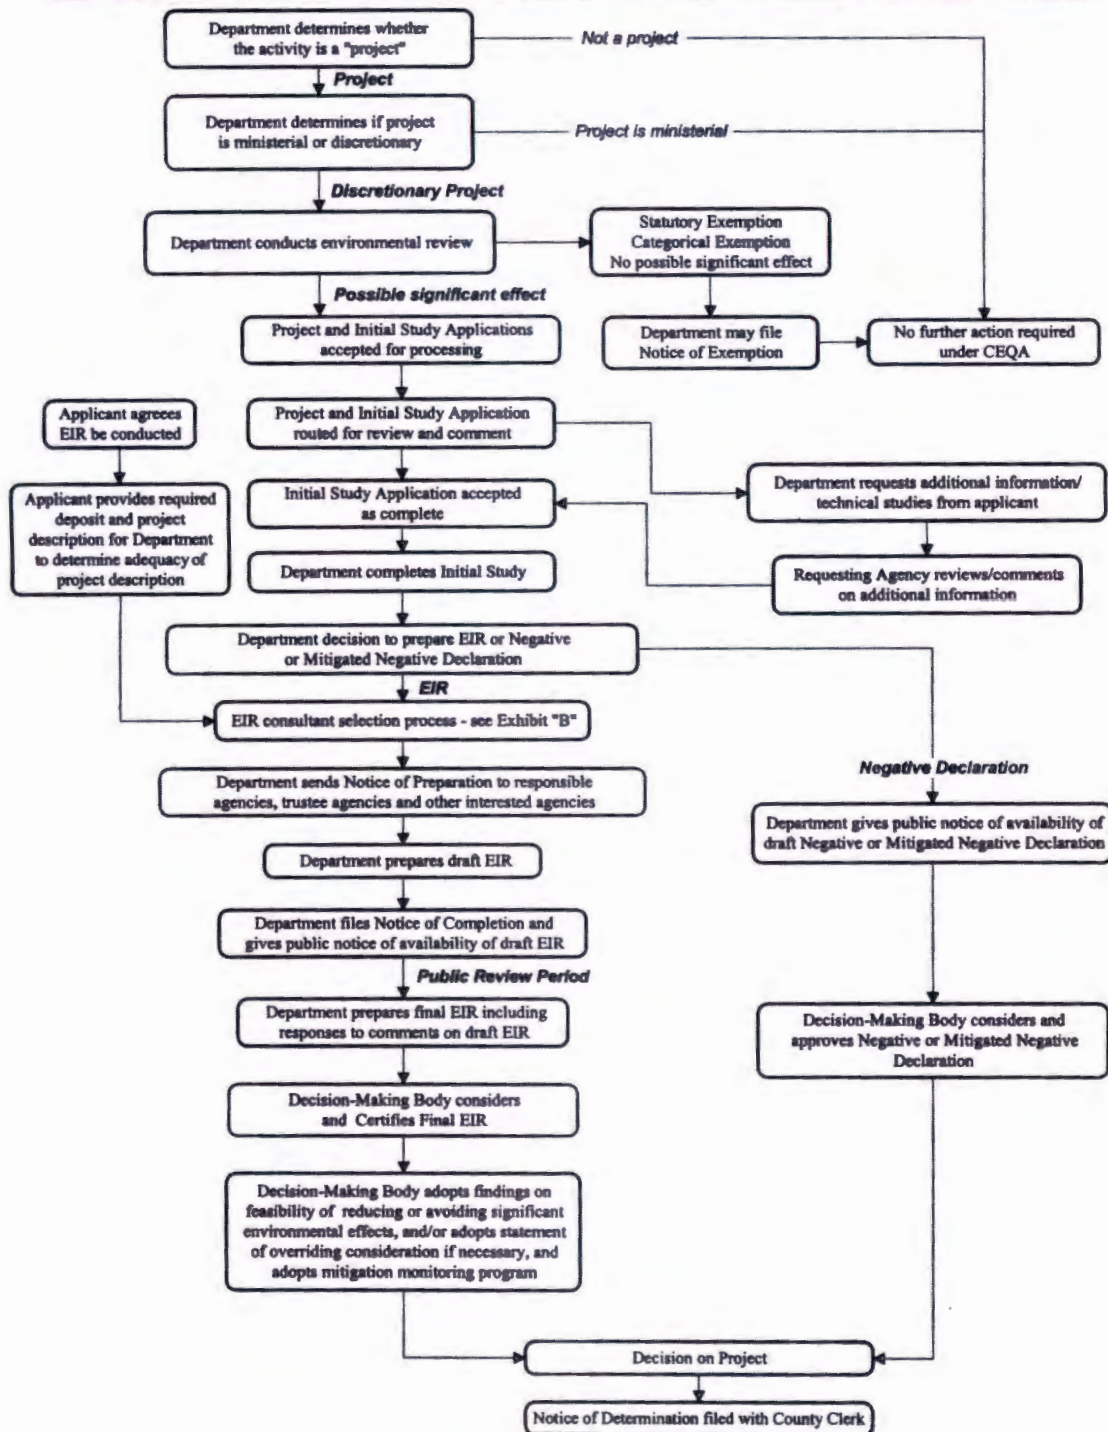 Department determines whether
the activity is a "project"
Not a project
Project
Department determines if project
is ministerial or discretionary
Project is ministerial
Discretionary Project
Department conducts environmental review
Statutory Exemption
Categorical Exemption
No possible significant effect
Possible significant effect
Project and Initial Study Applications
accepted for processing
Department may file
Notice of Exemption
No further action required
under CEQA
Applicant agreees
EIR be conducted
Project and Initial Study Application
routed for review and comment
Applicant provides required
deposit and project
description for Department
to determine adequacy of
project description
Initial Study Application accepted
as complete
Department requests additional information/
technical studies from applicant
Department completes Initial Study
Requesting Agency reviews/comments
on additional information
Department decision to prepare EIR or Negative
or Mitigated Negative Declaration
EIR
EIR consultant selection process - see Exhibit "B"
Negative Declaration
Department sends Notice of Preparation to responsible
agencies, trustee agencies and other interested agencies
Department gives public notice of availability of
draft Negative or Mitigated Negative Declaration
Department prepares draft EIR
Department files Notice of Completion and
gives public notice of availability of draft EIR
Public Review Period
Department prepares final EIR including
responses to comments on draft EIR
Decision-Making Body considers and
approves Negative or Mitigated Negative
Declaration
Decision-Making Body considers
and Certifies Final EIR
Decision-Making Body adopts findings on
feasibility of reducing or avoiding significant
environmental effects, and/or adopts statement
of overriding consideration if necessary, and
adopts mitigation monitoring program
Decision on Project
Notice of Determination filed with County Clerk